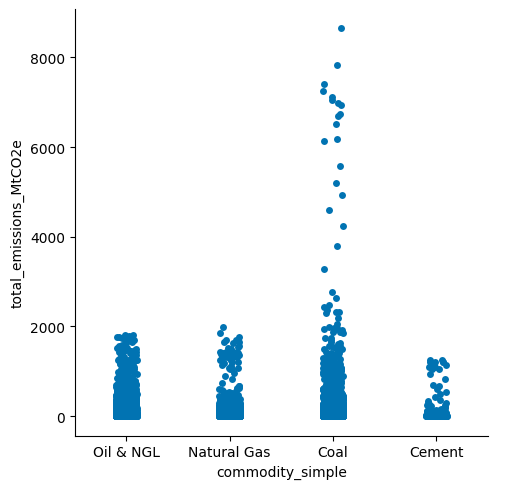 8000
6000
4000
2000
0
total_emissions_MtCO2e
Oil & NGL Natural Gas Coal Cement
commodity_simple